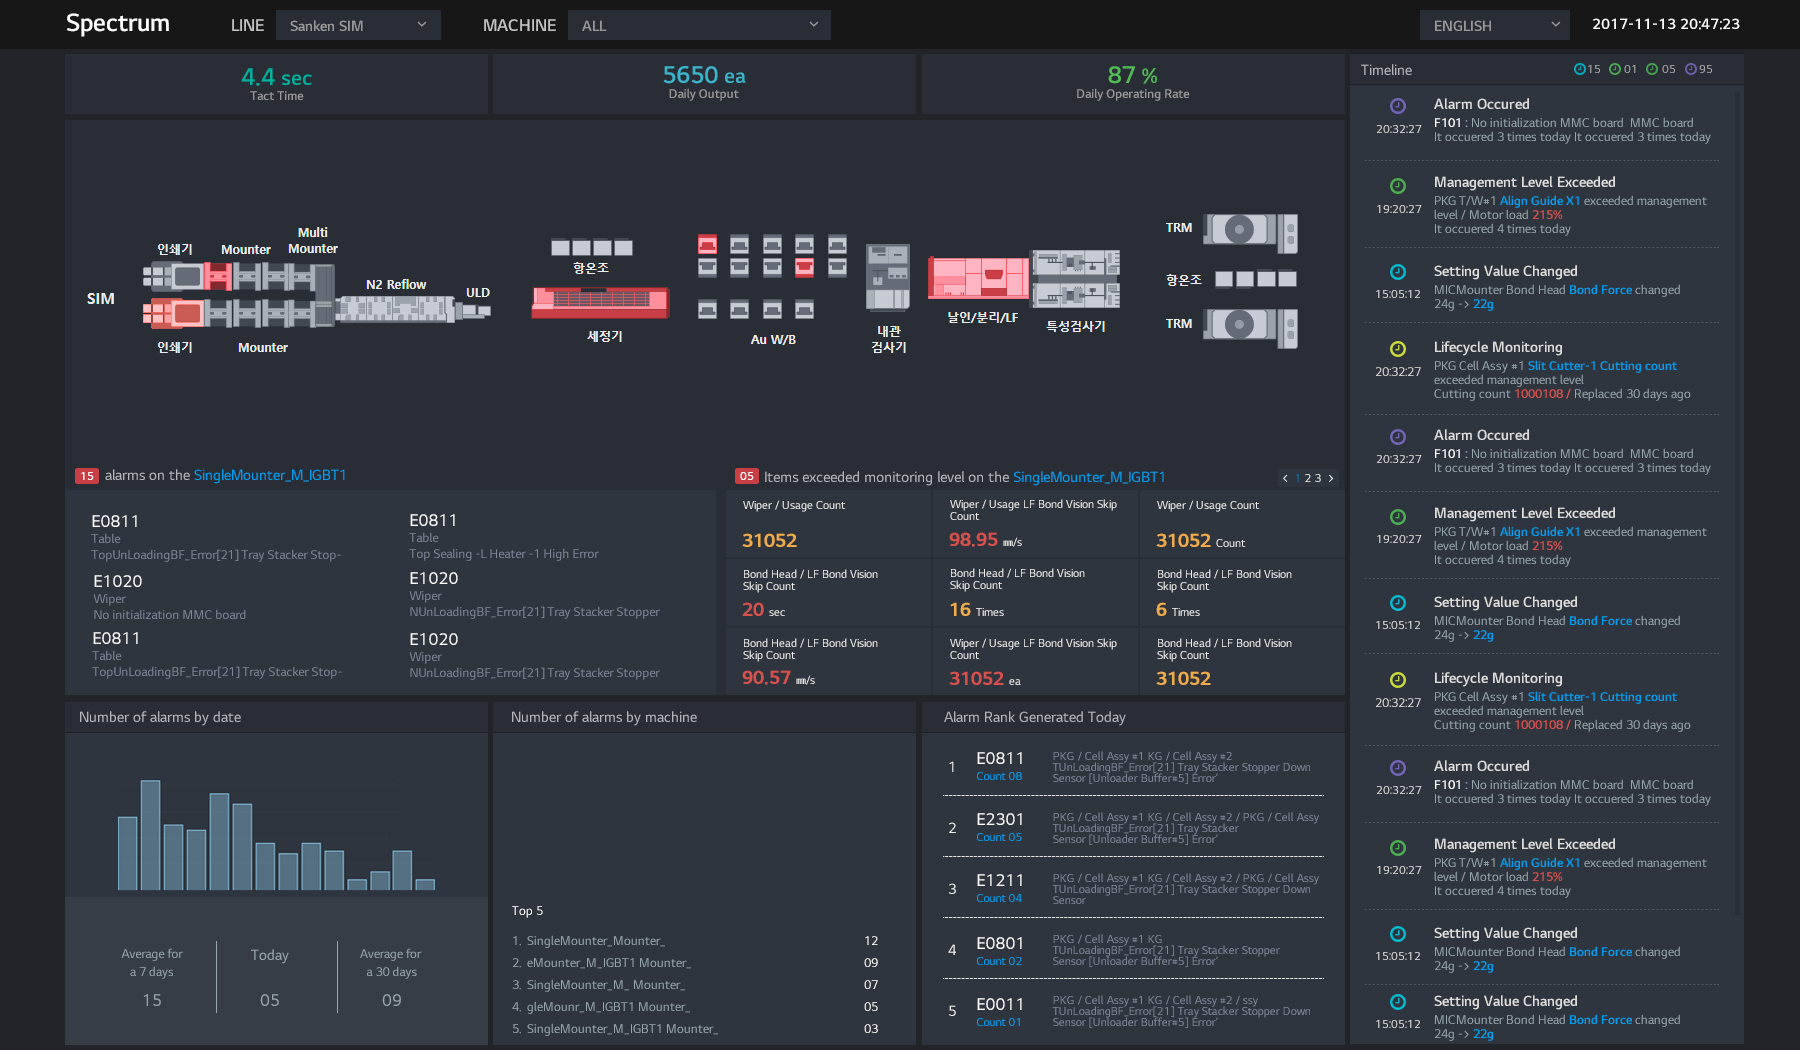 Spectrum
LINE
Sanken SIM
MACHINE
ALL
ENGLISH
2017-11-13 20:47:23
4.4 sec
Tact Time
5650 ea
Daily Output
87 %
Daily Operating Rate
SIM
인쇄기
Mounter
Multi
Mounter
N2 Reflow
ULD
인쇄기
Mounter
항온조
세정기
Au W/B
내관
검사기
날인/분리/LF
특성검사기
TRM
항온조
TRM
15 alarms on the SingleMounter_M_IGBT1
E0811
Table
TopUnLoadingBF_Error[21] Tray Stacker Stop-
E1020
Wiper
No initialization MMC board
E0811
Table
TopUnLoadingBF_Error[21] Tray Stacker Stop-
E0811
Table
Top Sealing -L Heater -1 High Error
E1020
Wiper
NUnLoadingBF_Error[21] Tray Stacker Stopper
E1020
Wiper
NUnLoadingBF_Error[21] Tray Stacker Stopper
05 Items exceeded monitoring level on the SingleMounter_M_IGBT1
< 1 2 3 >
Wiper / Usage Count
31052
Wiper / Usage LF Bond Vision Skip
Count
98.95 ㎜/s
Wiper / Usage Count
31052 Count
Bond Head / LF Bond Vision
Skip Count
20 sec
Bond Head / LF Bond Vision
Skip Count
16 Times
Bond Head / LF Bond Vision
Skip Count
6 Times
Bond Head / LF Bond Vision
Skip Count
90.57 ㎜/s
Wiper / Usage LF Bond Vision Skip
Count
31052 ea
Bond Head / LF Bond Vision
Skip Count
31052
Number of alarms by date
Average for
a 7 days
15
Today
05
Average for
a 30 days
09
Number of alarms by machine
Top 5
1. SingleMounter_Mounter_ 12
2. eMounter_M_IGBT1 Mounter_ 09
3. SingleMounter_M_ Mounter_ 07
4. gleMounr_M_IGBT1 Mounter_ 05
5. SingleMounter_M_IGBT1 Mounter_ 03
Alarm Rank Generated Today
1
E0811
Count 08
PKG / Cell Assy #1 KG / Cell Assy #2
TUnLoadingBF_Error[21] Tray Stacker Stopper Down
Sensor [Unloader Buffer#5] Error'
2
E2301
Count 05
PKG / Cell Assy #1 KG / Cell Assy #2 / PKG / Cell Assy
TUnLoadingBF_Error[21] Tray Stacker
Sensor [Unloader Buffer#5] Error'
3
E1211
Count 04
PKG / Cell Assy #1 KG / Cell Assy #2 / PKG / Cell Assy
TUnLoadingBF_Error[21] Tray Stacker Stopper Down
Sensor
4
E0801
Count 02
PKG / Cell Assy #1 KG
TUnLoadingBF_Error[21] Tray Stacker Stopper
Sensor [Unloader Buffer#5] Error'
5
E0011
Count 01
PKG / Cell Assy #1 KG / Cell Assy #2 / ssy
TUnLoadingBF_Error[21] Tray Stacker Stopper Down
Sensor [Unloader Buffer#5] Error'
Timeline
15 01 05 95
Alarm Occured
20:32:27
F101 : No initialization MMC board MMC board
It occuered 3 times today It occuered 3 times today
Management Level Exceeded
19:20:27
PKG T/W#1 Align Guide X1 exceeded management
level / Motor load 215%
It occuered 4 times today
Setting Value Changed
15:05:12
MICMounter Bond Head Bond Force changed
24g -> 22g
Lifecycle Monitoring
20:32:27
PKG Cell Assy #1 Slit Cutter-1 Cutting count
exceeded management level
Cutting count 1000108 / Replaced 30 days ago
Alarm Occured
20:32:27
F101 : No initialization MMC board MMC board
It occuered 3 times today It occuered 3 times today
Management Level Exceeded
19:20:27
PKG T/W#1 Align Guide X1 exceeded management
level / Motor load 215%
It occuered 4 times today
Setting Value Changed
15:05:12
MICMounter Bond Head Bond Force changed
24g -> 22g
Lifecycle Monitoring
20:32:27
PKG Cell Assy #1 Slit Cutter-1 Cutting count
exceeded management level
Cutting count 1000108 / Replaced 30 days ago
Alarm Occured
20:32:27
F101 : No initialization MMC board MMC board
It occuered 3 times today It occuered 3 times today
Management Level Exceeded
19:20:27
PKG T/W#1 Align Guide X1 exceeded management
level / Motor load 215%
It occuered 4 times today
Setting Value Changed
15:05:12
MICMounter Bond Head Bond Force changed
24g -> 22g
Setting Value Changed
15:05:12
MICMounter Bond Head Bond Force changed
24g -> 22g